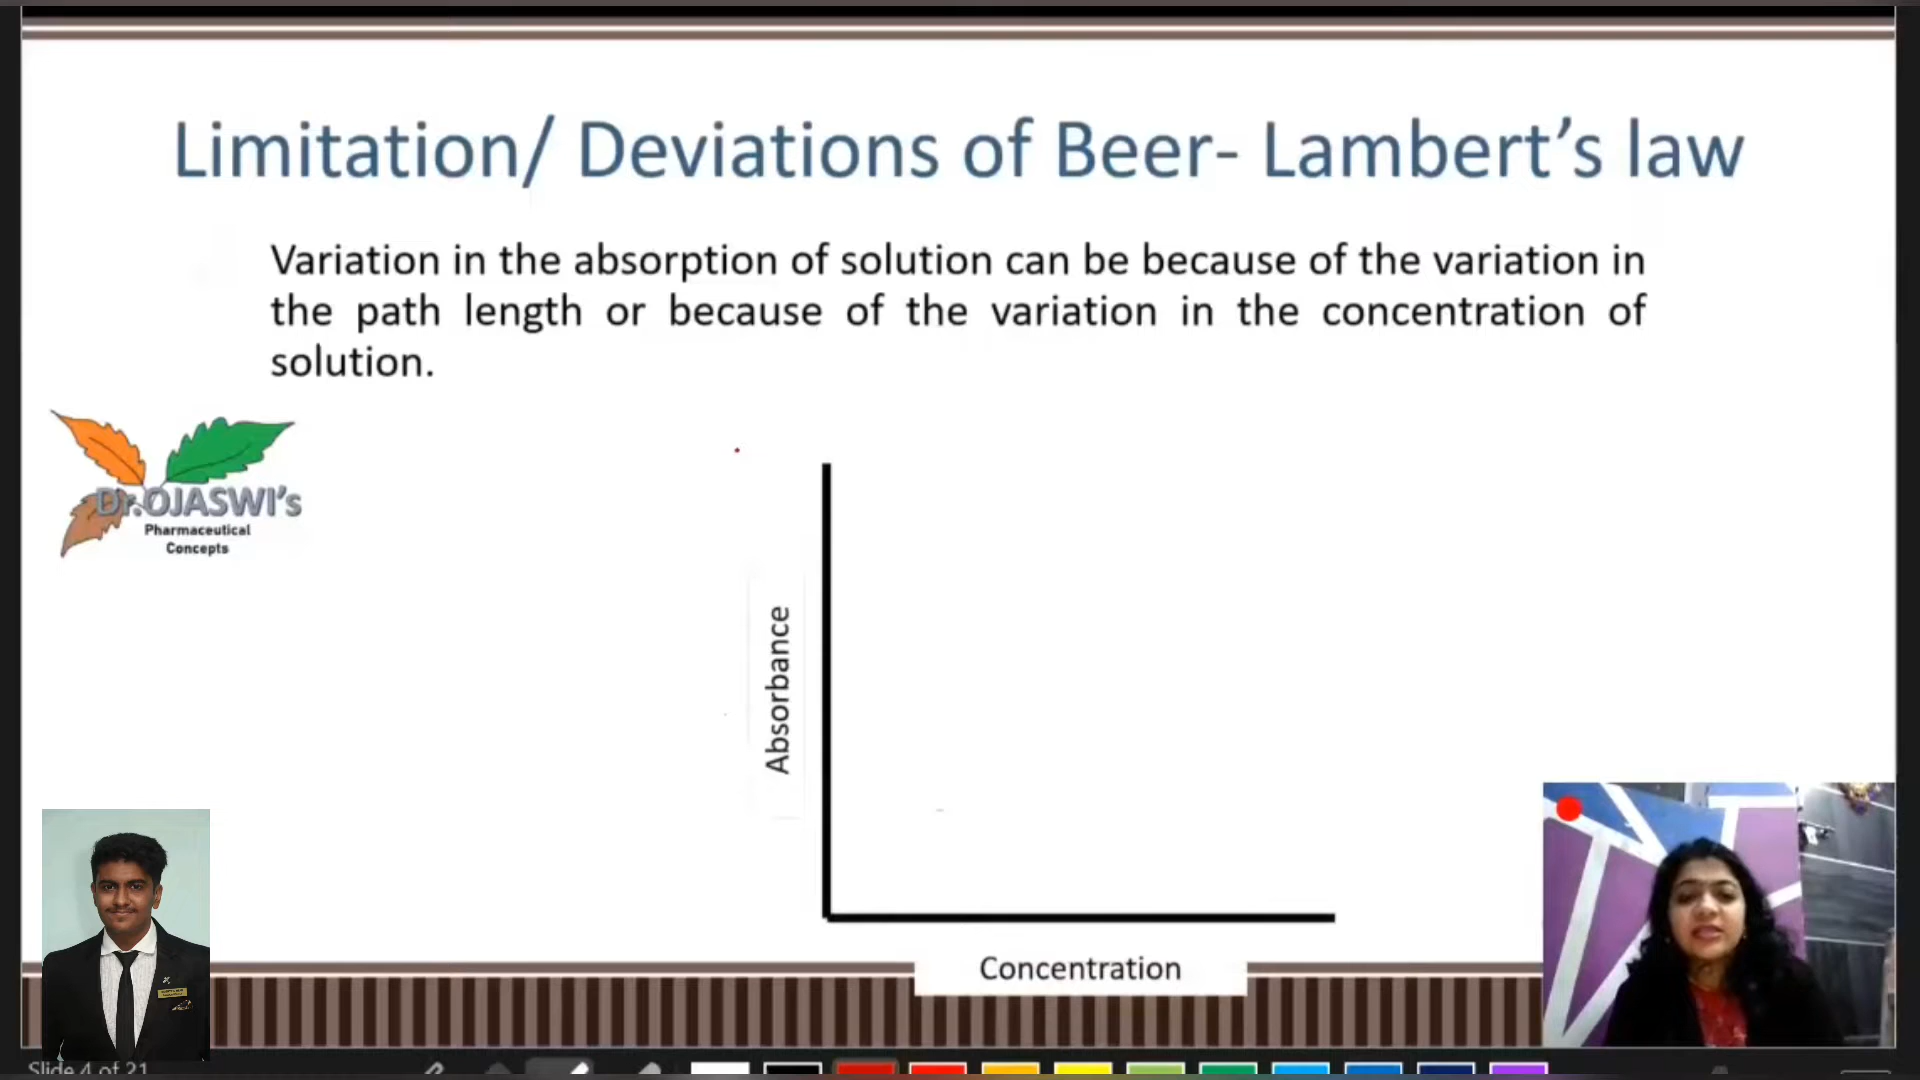 Limitation/ Deviations of Beer- Lambert's law
Variation in the absorption of solution can be because of the variation in
the path length or because of the variation in the concentration of
solution.
Dr.OJASWI's
Pharmaceutical
Concepts
Absorbance
Concentration
Slide 4 of 21